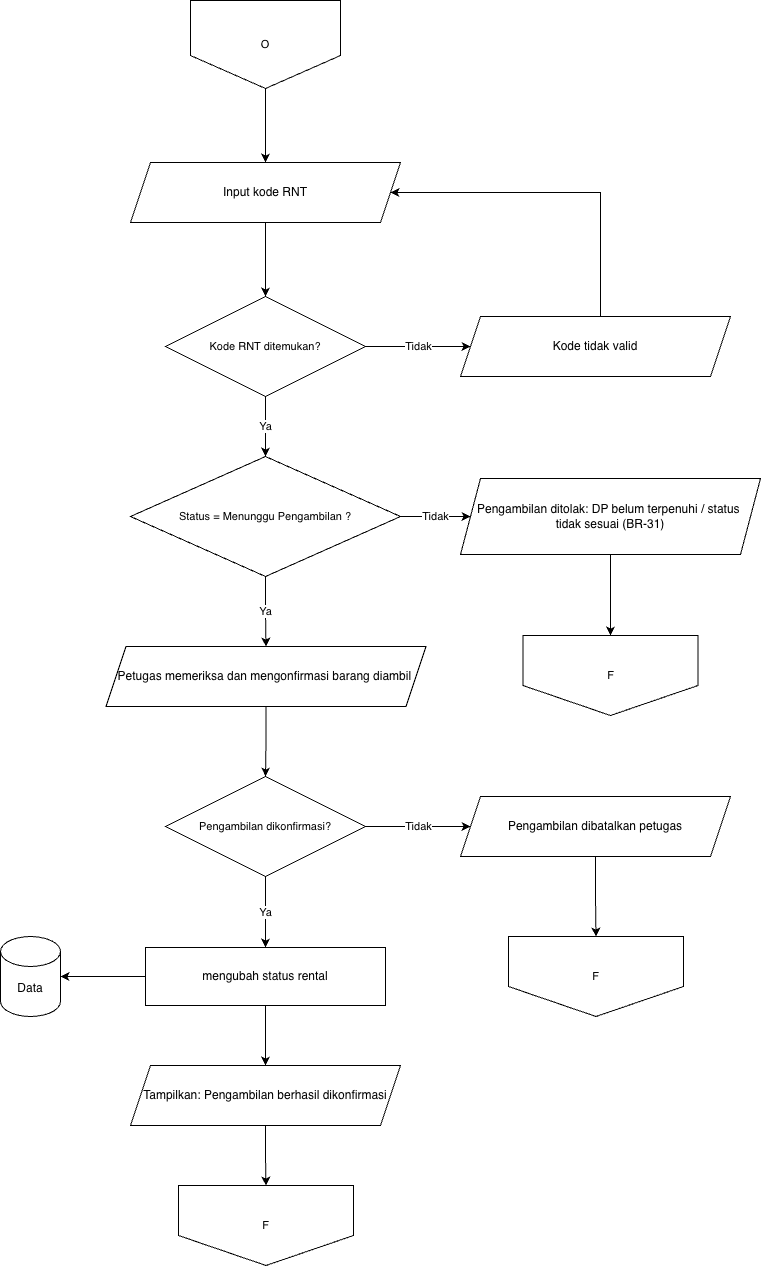 O
Input kode RNT
Kode RNT ditemukan?
Tidak
Kode tidak valid
Ya
Status = Menunggu Pengambilan ?
Tidak
Pengambilan ditolak: DP belum terpenuhi / status
tidak sesuai (BR-31)
Ya
F
Petugas memeriksa dan mengonfirmasi barang diambil
Pengambilan dikonfirmasi?
Tidak
Pengambilan dibatalkan petugas
Ya
F
Data
mengubah status rental
Tampilkan: Pengambilan berhasil dikonfirmasi
F